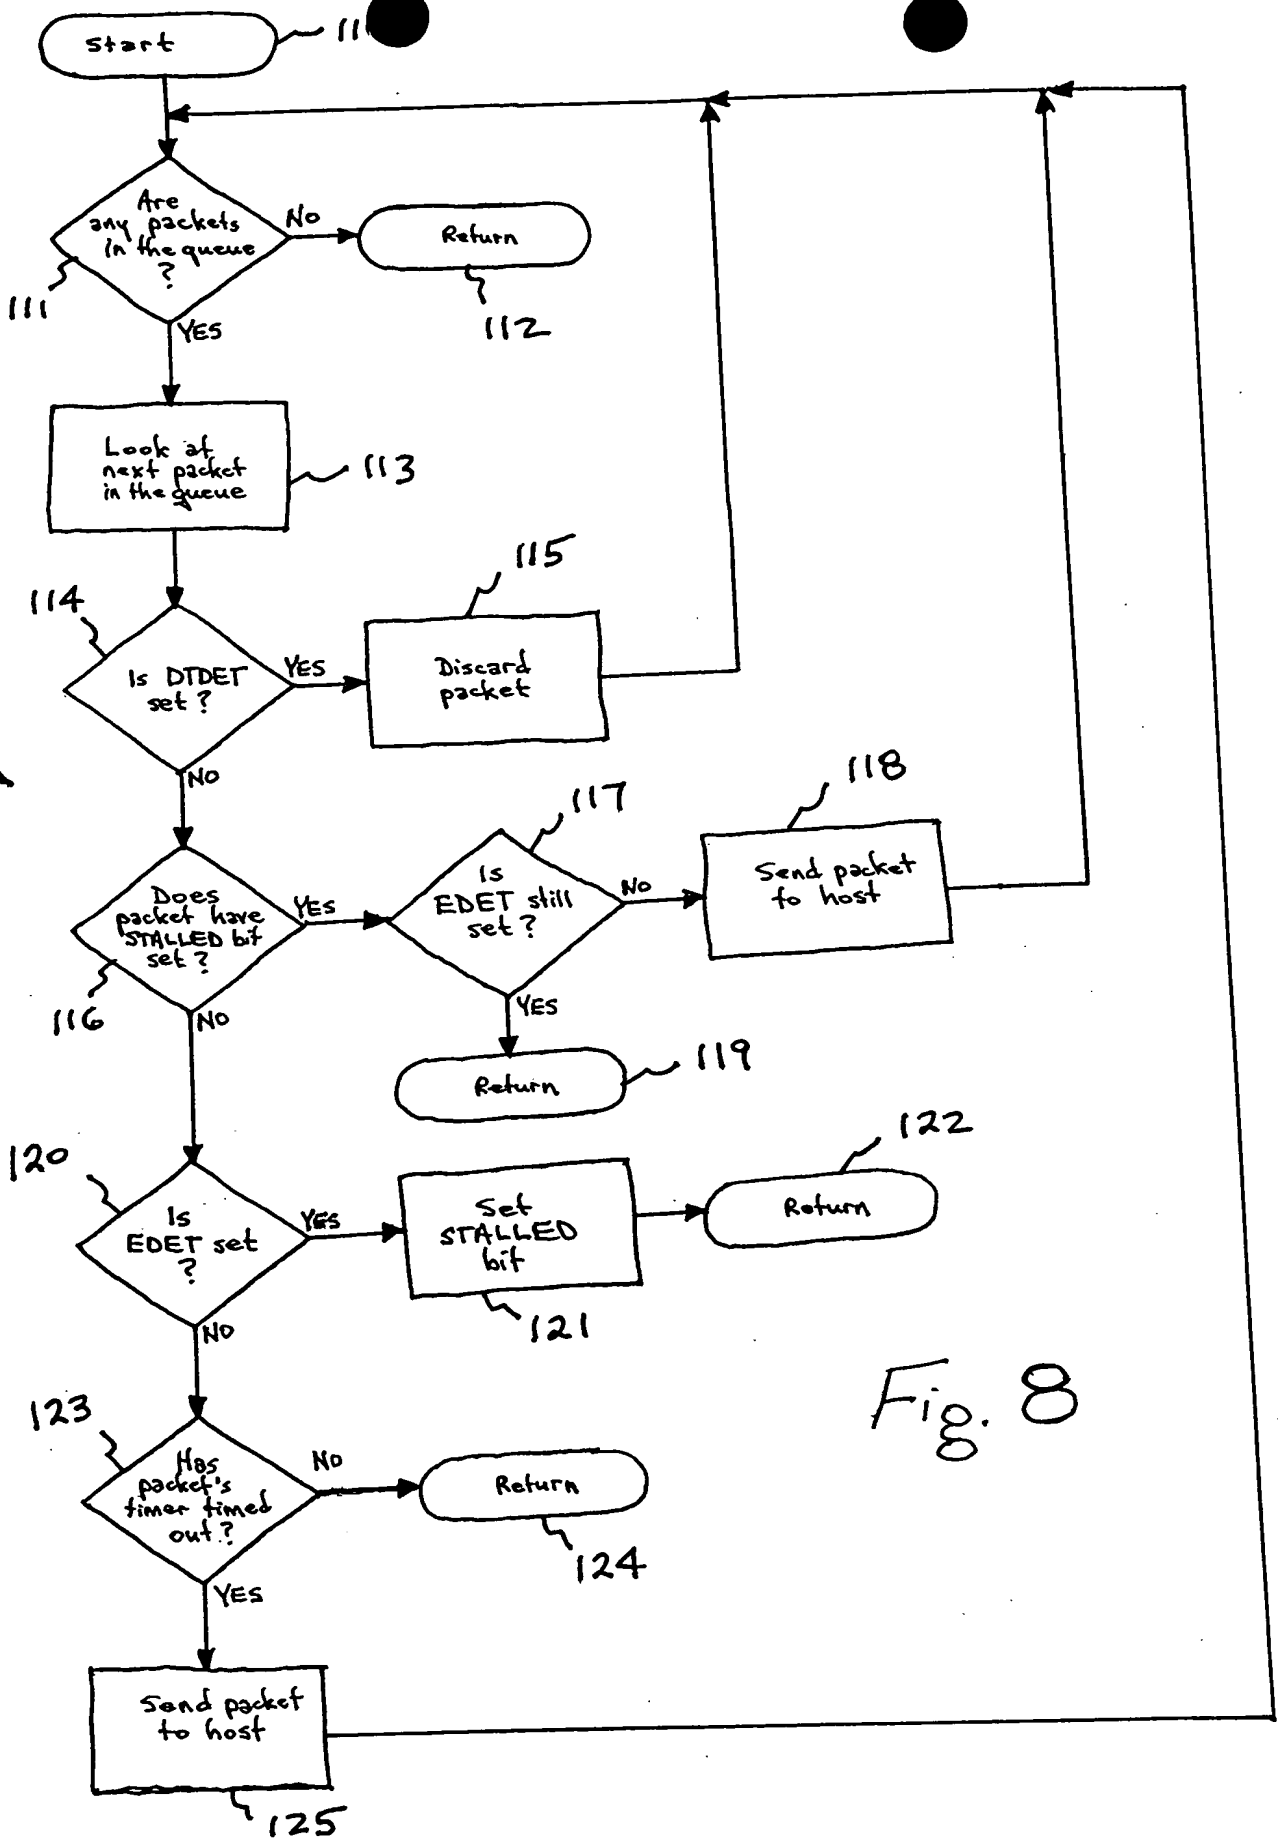 start
Are
any packets
in the queue
?
111
NO
Return
112
YES
Look at
next packet
in the queue
113
114
Is DTDET
set?
YES
115
Discard
packet
NO
Does
packet have
STALLED bit
set?
116
YES
117
Is
EDET still
set?
NO
118
Send packet
to host
YES
Return
119
NO
120
Is
EDET set
?
YES
Set
STALLED
bit
121
Return
122
NO
123
Has
packet's
timer timed
out?
NO
Return
124
YES
Send packet
to host
125
Fig. 8